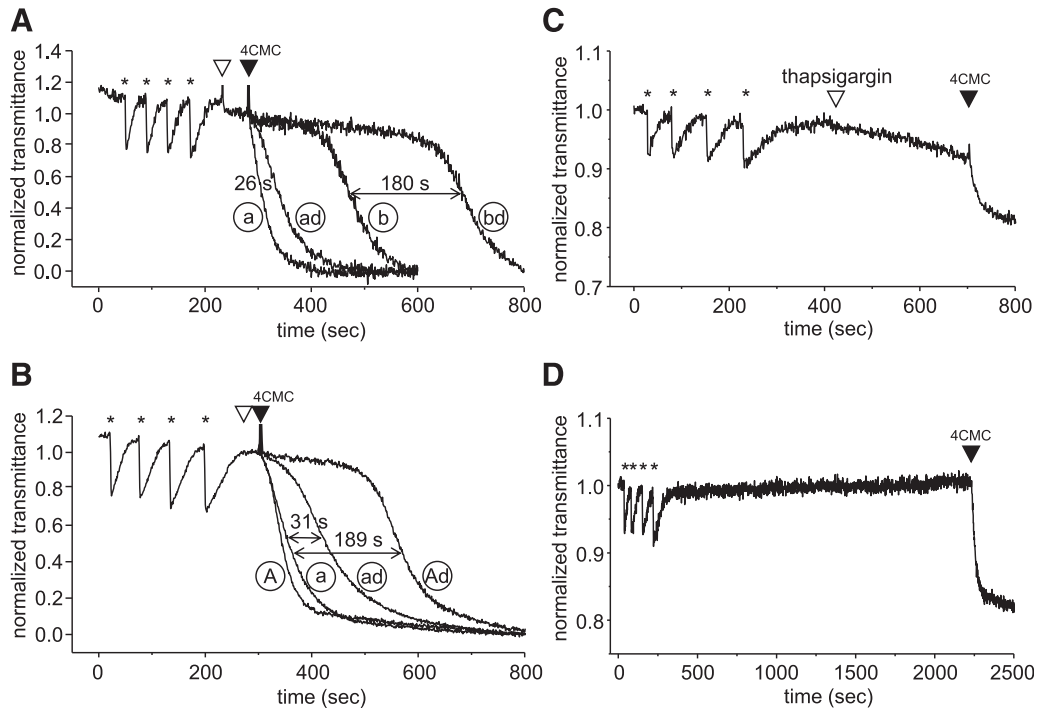 A
4CMC
* * * *
normalized transmittance
1.4
1.2
1.0
0.8
0.6
0.4
0.2
0.0
26 s
180 s
a
ad
b
bd
0 200 400 600 800
time (sec)
C
thapsigargin
4CMC
* * * *
normalized transmittance
1.1
1.0
0.9
0.8
0.7
0 200 400 600 800
time (sec)
B
4CMC
* * * *
normalized transmittance
1.2
1.0
0.8
0.6
0.4
0.2
0.0
31 s
189 s
A
a
ad
Ad
0 200 400 600 800
time (sec)
D
4CMC
****
normalized transmittance
1.1
1.0
0.9
0.8
0 500 1000 1500 2000 2500
time (sec)